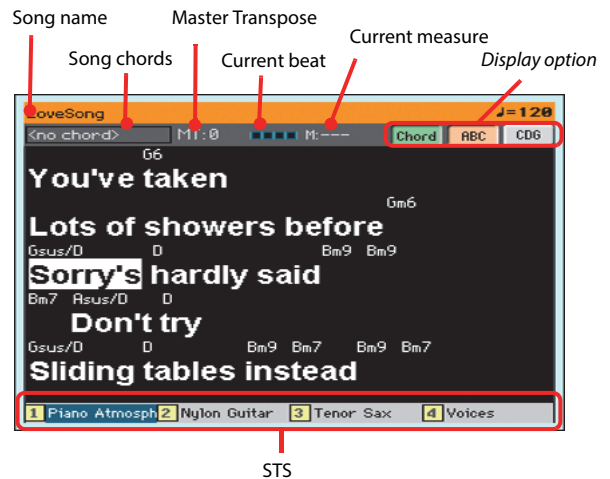 Song name
Master Transpose
Current measure
Song chords
Current beat
Display option
LoveSong ♩=120
<no chord> MT:0 M:--- Chord ABC CDG
G6
You've taken
Gm6
Lots of showers before
Gsus/D D Bm9 Bm9
Sorry's hardly said
Bm7 Asus/D D
Don't try
Gsus/D D Bm9 Bm7 Bm9 Bm7
Sliding tables instead
1 Piano Atmosph 2 Nylon Guitar 3 Tenor Sax 4 Voices
STS